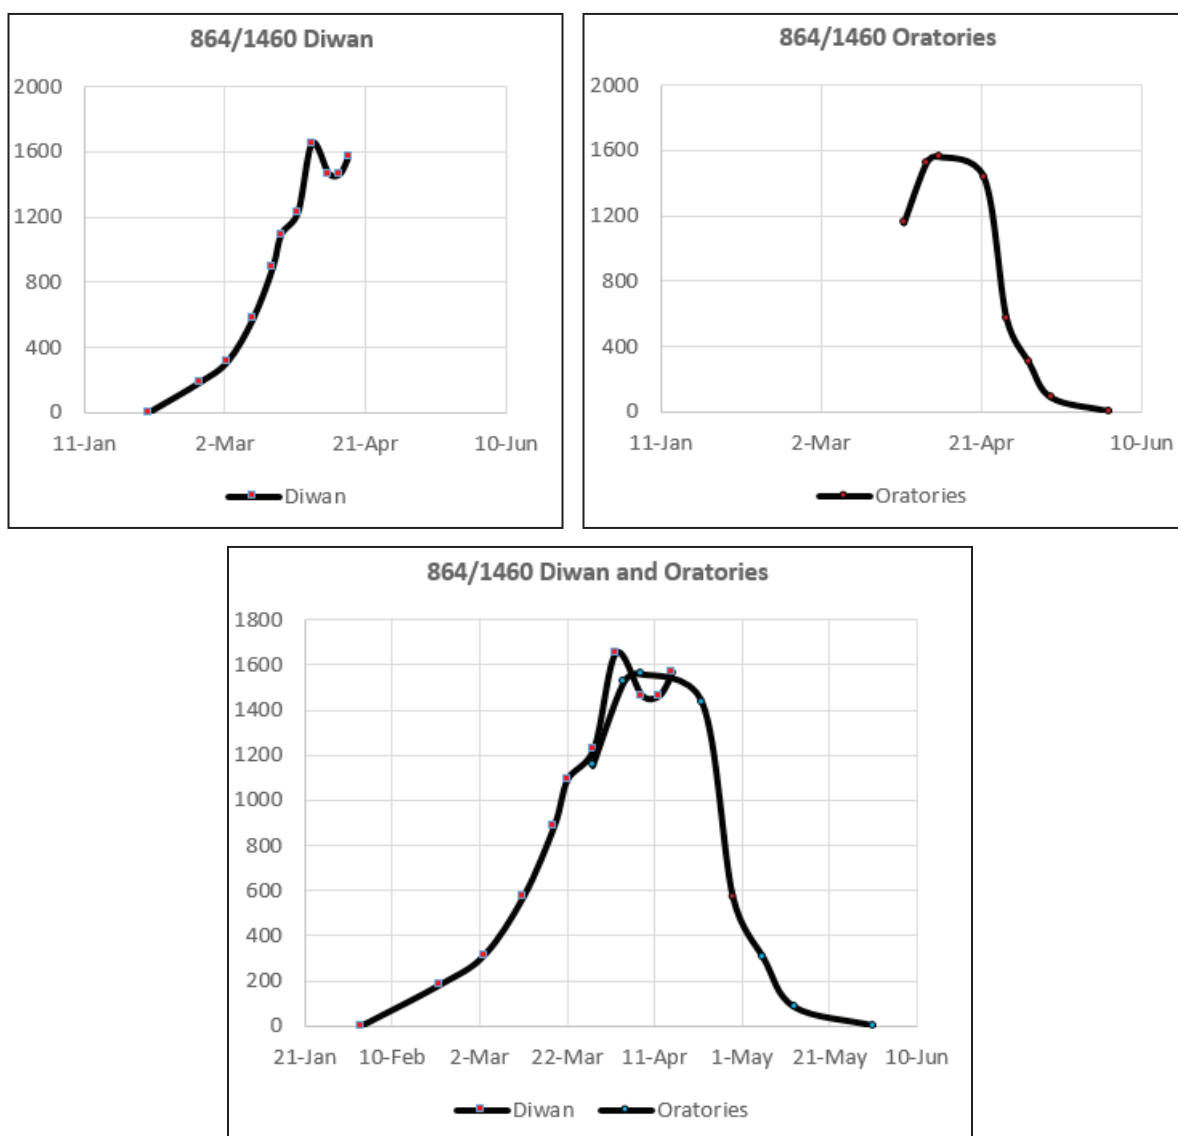 864/1460 Diwan
2000
1600
1200
800
400
0
11-Jan 2-Mar 21-Apr 10-Jun
Diwan
864/1460 Oratories
2000
1600
1200
800
400
0
11-Jan 2-Mar 21-Apr 10-Jun
Oratories
864/1460 Diwan and Oratories
1800
1600
1400
1200
1000
800
600
400
200
0
21-Jan 10-Feb 2-Mar 22-Mar 11-Apr 1-May 21-May 10-Jun
Diwan Oratories